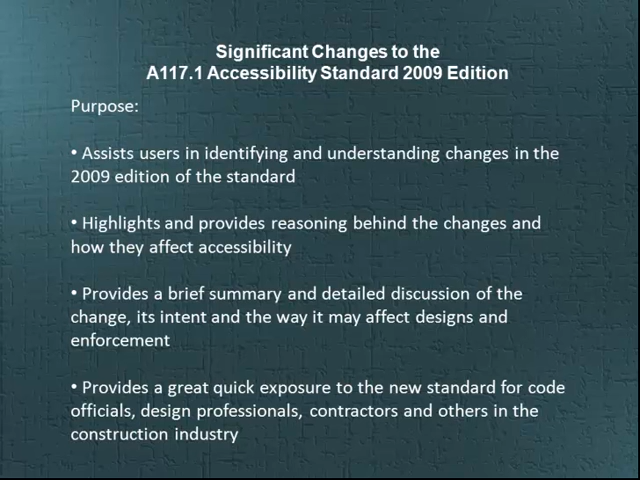 Significant Changes to the
A117.1 Accessibility Standard 2009 Edition
Purpose:
• Assists users in identifying and understanding changes in the
2009 edition of the standard
• Highlights and provides reasoning behind the changes and
how they affect accessibility
• Provides a brief summary and detailed discussion of the
change, its intent and the way it may affect designs and
enforcement
• Provides a great quick exposure to the new standard for code
officials, design professionals, contractors and others in the
construction industry